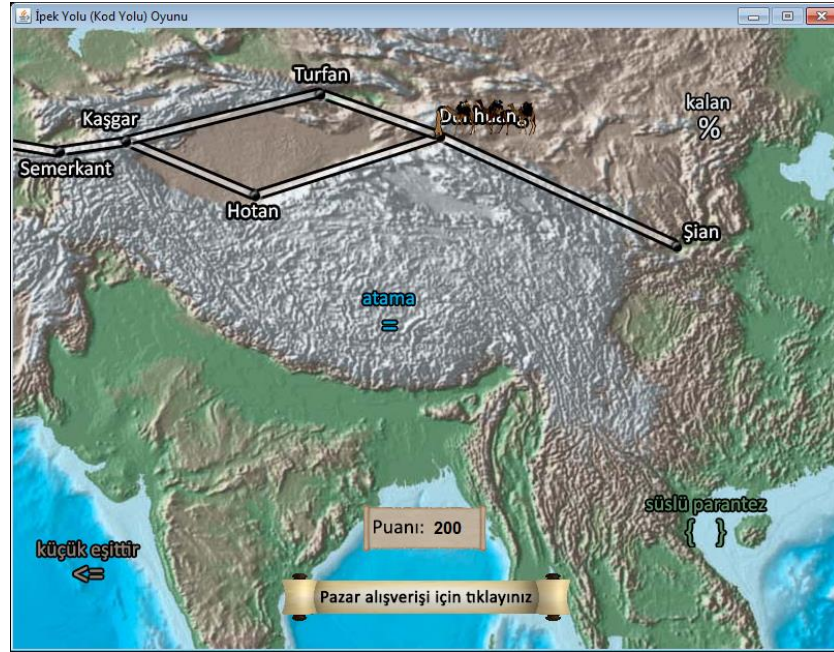 İpek Yolu (Kod Yolu) Oyunu
Turfan
kalan
%
Kaşgar
Dunhuang
Semerkant
Hotan
Şian
atama
=
süslü parantez
{ }
Puanı: 200
küçük eşittir
<=
Pazar alışverişi için tıklayınız